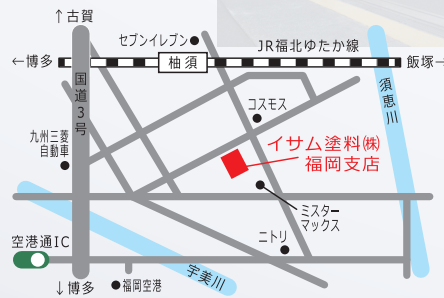 ↑古賀
セブンイレブン
JR福北ゆたか線
←博多
柚須
飯塚→
国道3号
コスモス
須恵川
九州三菱
自動車
イサム塗料㈱
福岡支店
ミスター
マックス
空港通IC
ニトリ
宇美川
↓博多
福岡空港